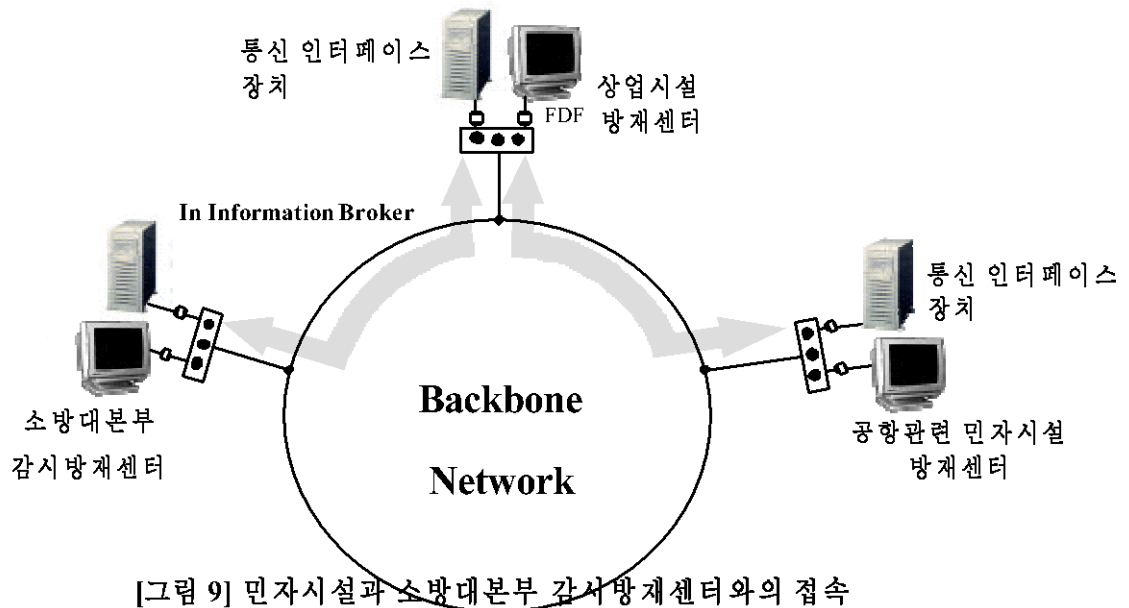 통신 인터페이스
장치
상업시설
방재센터
FDF
In Information Broker
통신 인터페이스
장치
소방대본부
감시방재센터
Backbone
Network
공항관련 민자시설
방재센터
[그림 9] 민자시설과 소방대본부 감시방재센터와의 접속